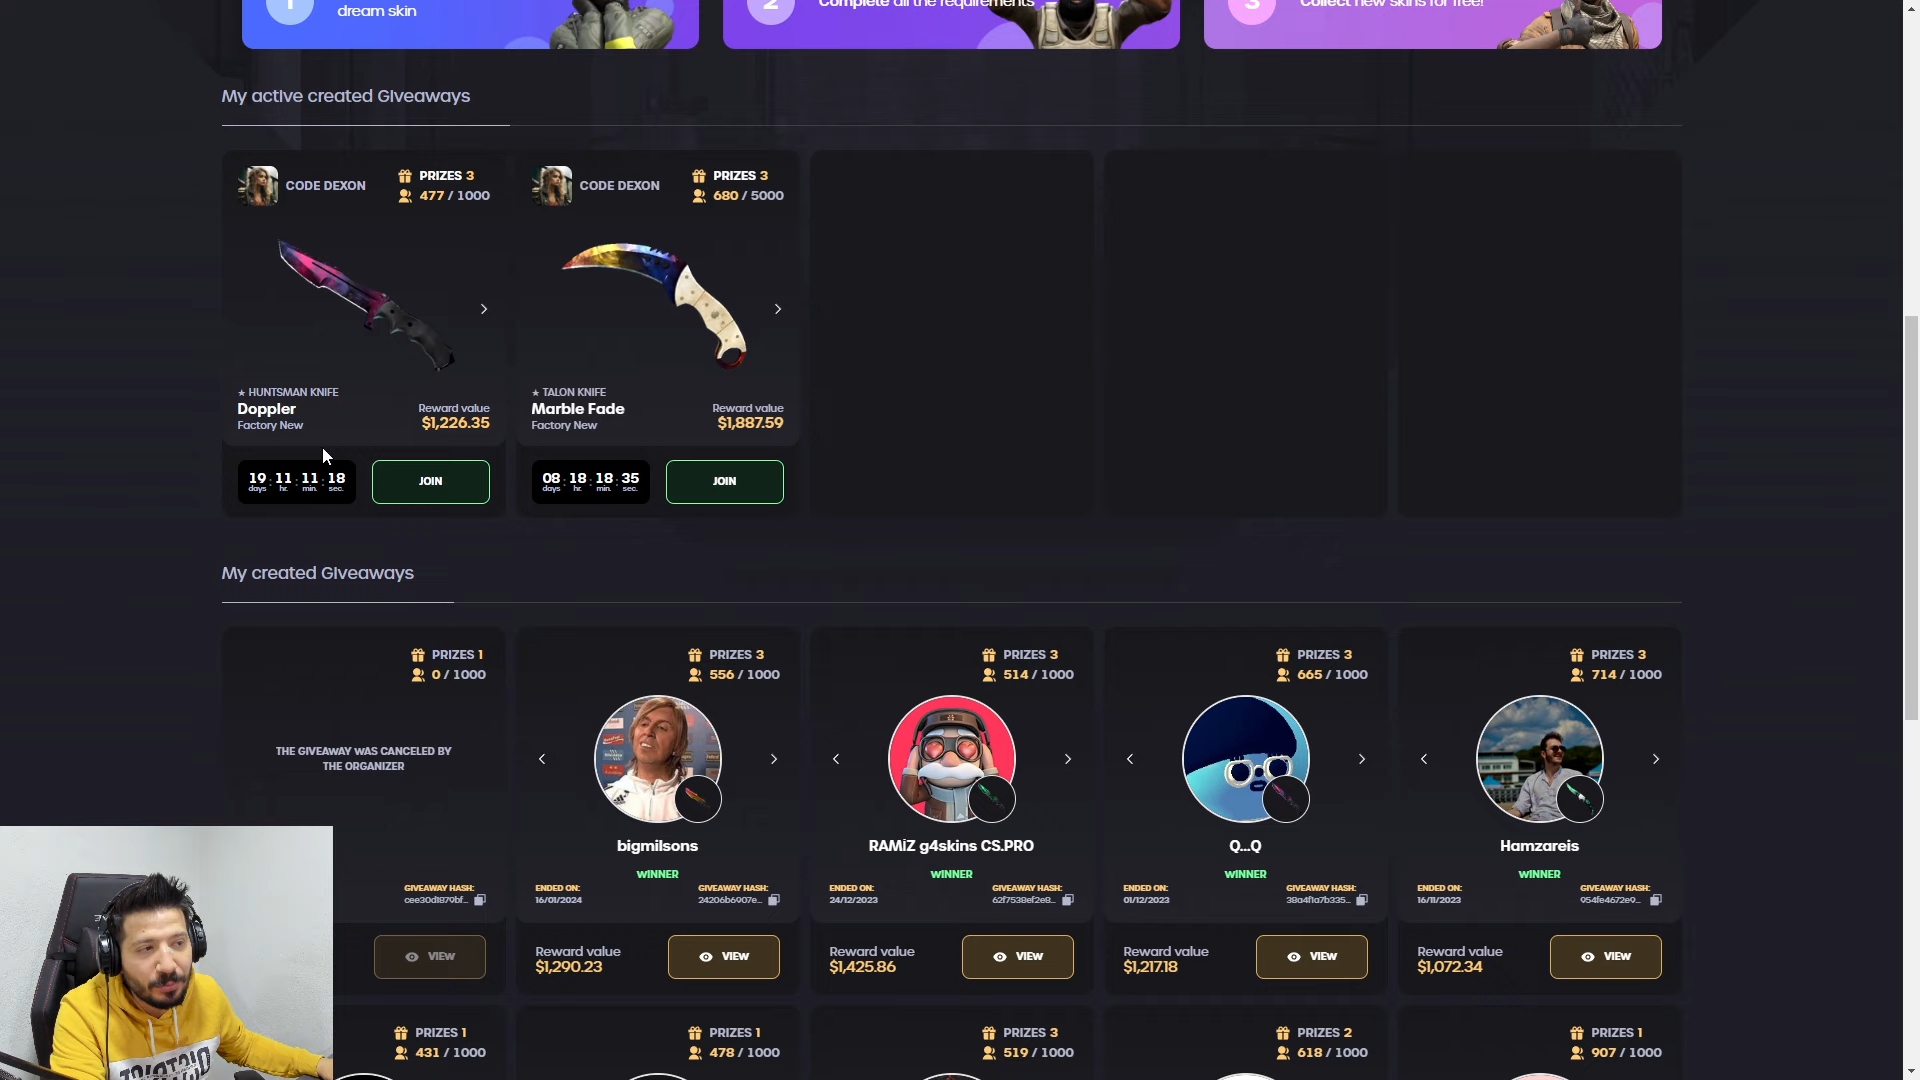 1
dream skin
2
Complete all the requirements
3
Collect new skins for free!
My active created Giveaways
CODE DEXON
PRIZES 3
477 / 1000
★ HUNTSMAN KNIFE
Doppler
Factory New
Reward value
$1,226.35
19 : 11 : 11 : 18
days hr. min. sec.
JOIN
CODE DEXON
PRIZES 3
680 / 5000
★ TALON KNIFE
Marble Fade
Factory New
Reward value
$1,887.59
08 : 18 : 18 : 35
days hr. min. sec.
JOIN
My created Giveaways
PRIZES 1
0 / 1000
THE GIVEAWAY WAS CANCELED BY
THE ORGANIZER
GIVEAWAY HASH:
cee30d1879bf...
VIEW
PRIZES 3
556 / 1000
bigmilsons
WINNER
ENDED ON:
16/01/2024
GIVEAWAY HASH:
24206b6907e...
Reward value
$1,290.23
VIEW
PRIZES 3
514 / 1000
RAMİZ g4skins CS.PRO
WINNER
ENDED ON:
24/12/2023
GIVEAWAY HASH:
62f7538ef2e8...
Reward value
$1,425.86
VIEW
PRIZES 3
665 / 1000
Q...Q
WINNER
ENDED ON:
01/12/2023
GIVEAWAY HASH:
38a4f1a7b335...
Reward value
$1,217.18
VIEW
PRIZES 3
714 / 1000
Hamzareis
WINNER
ENDED ON:
16/11/2023
GIVEAWAY HASH:
954fe4672e9...
Reward value
$1,072.34
VIEW
PRIZES 1
431 / 1000
PRIZES 1
478 / 1000
PRIZES 3
519 / 1000
PRIZES 2
618 / 1000
PRIZES 1
907 / 1000